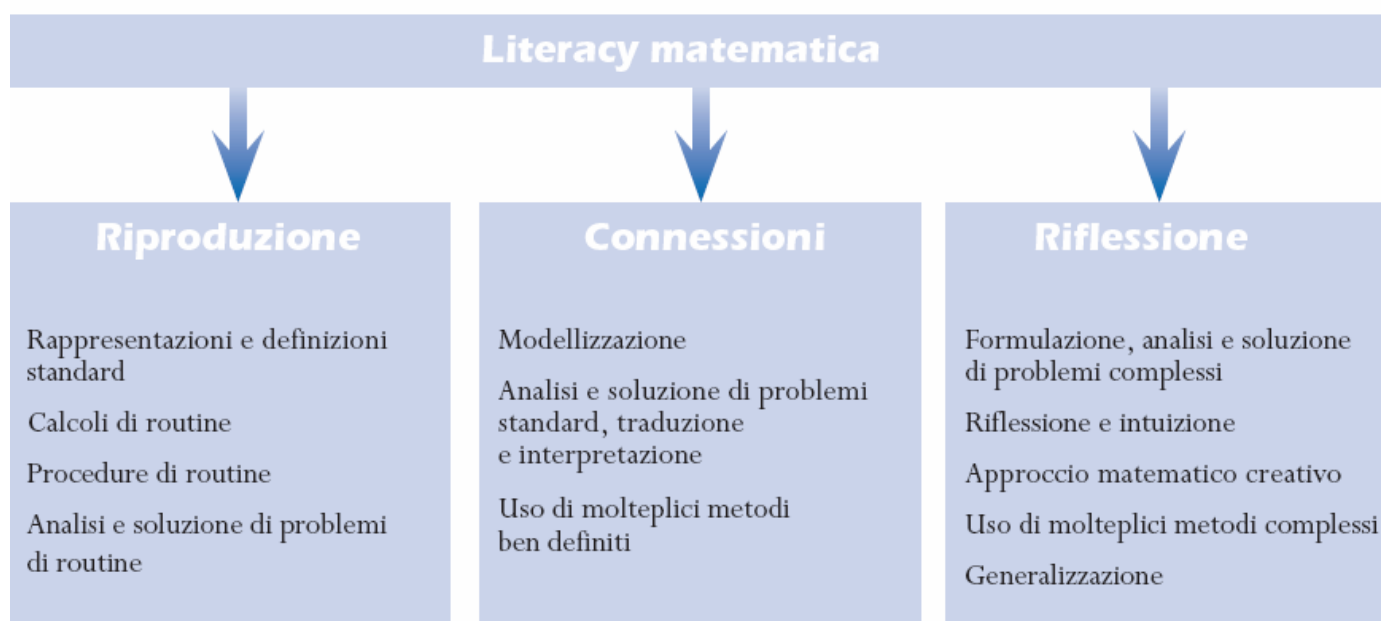 Literacy matematica
Riproduzione
Rappresentazioni e definizioni
standard
Calcoli di routine
Procedure di routine
Analisi e soluzione di problemi
di routine
Connessioni
Modellizzazione
Analisi e soluzione di problemi
standard, traduzione
e interpretazione
Uso di molteplici metodi
ben definiti
Riflessione
Formulazione, analisi e soluzione
di problemi complessi
Riflessione e intuizione
Approccio matematico creativo
Uso di molteplici metodi complessi
Generalizzazione